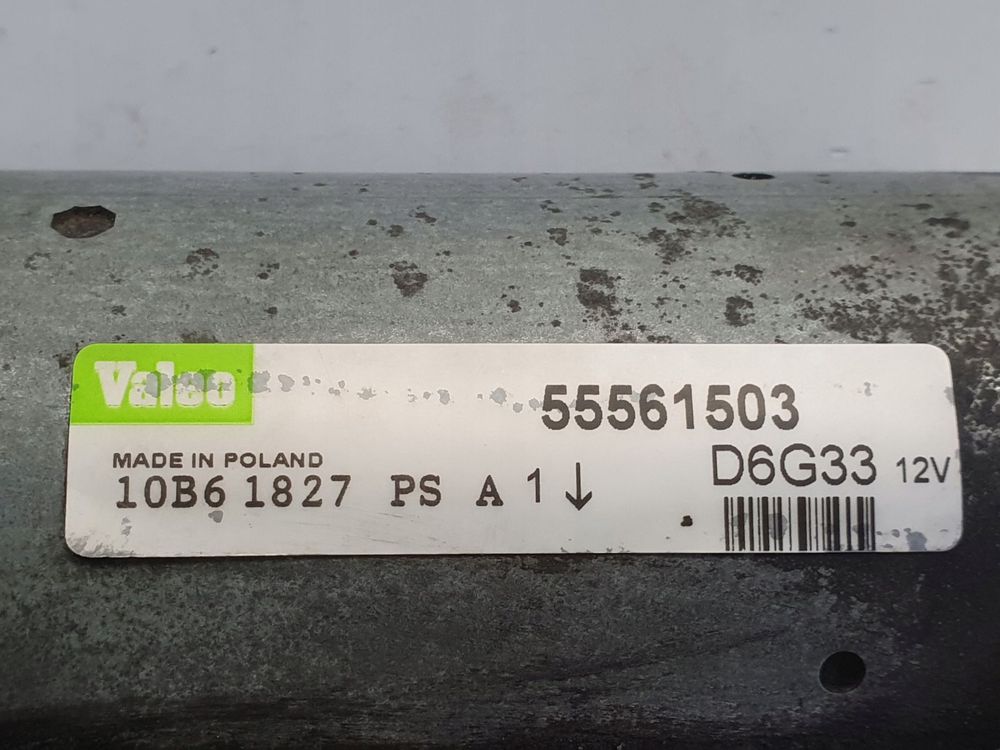 Valeo
55561503
D6G33 12V
MADE IN POLAND
10B6 1827 PS A 1 ↓